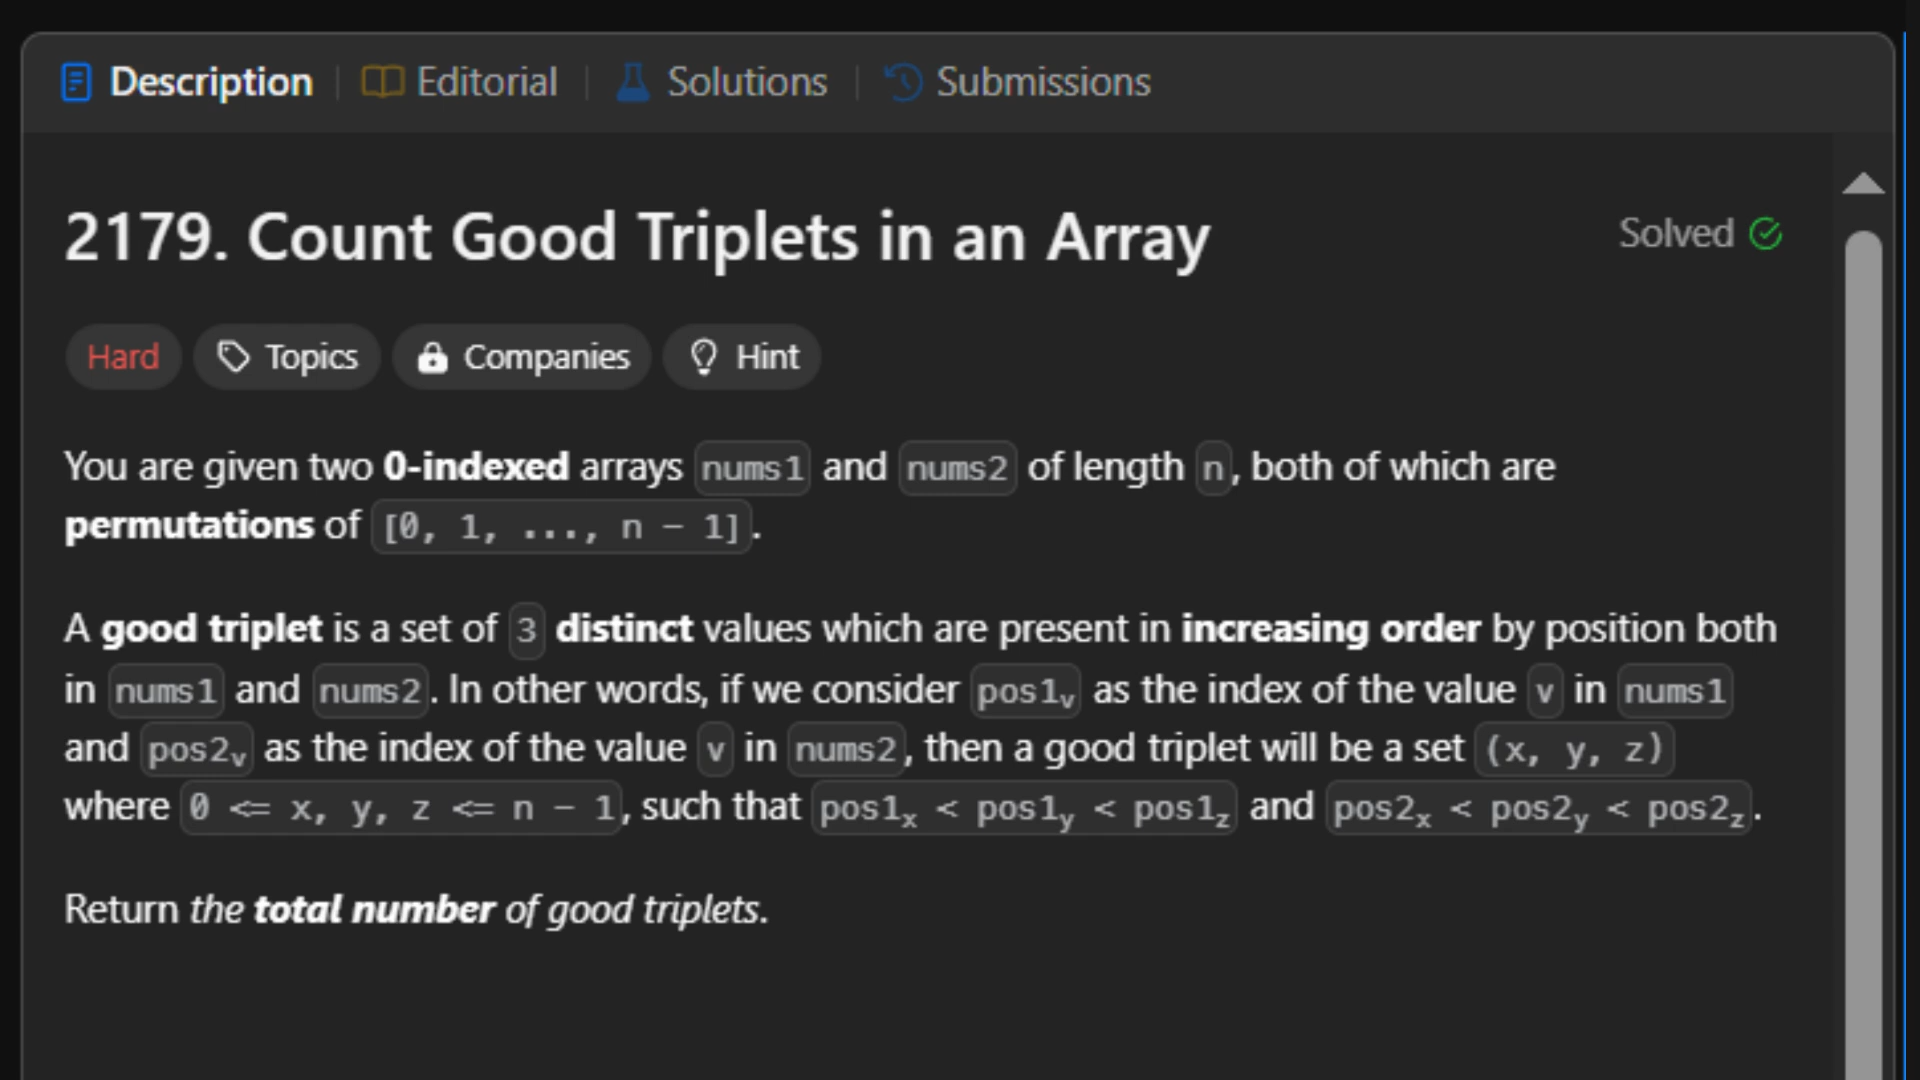 Description | Editorial | Solutions | Submissions
2179. Count Good Triplets in an Array
Solved
Hard Topics Companies Hint
You are given two 0-indexed arrays nums1 and nums2 of length n, both of which are
permutations of [0, 1, ..., n - 1].
A good triplet is a set of 3 distinct values which are present in increasing order by position both
in nums1 and nums2. In other words, if we consider pos1ᵥ as the index of the value v in nums1
and pos2ᵥ as the index of the value v in nums2, then a good triplet will be a set (x, y, z)
where 0 <= x, y, z <= n - 1, such that pos1x < pos1y < pos1z and pos2x < pos2y < pos2z.
Return the total number of good triplets.